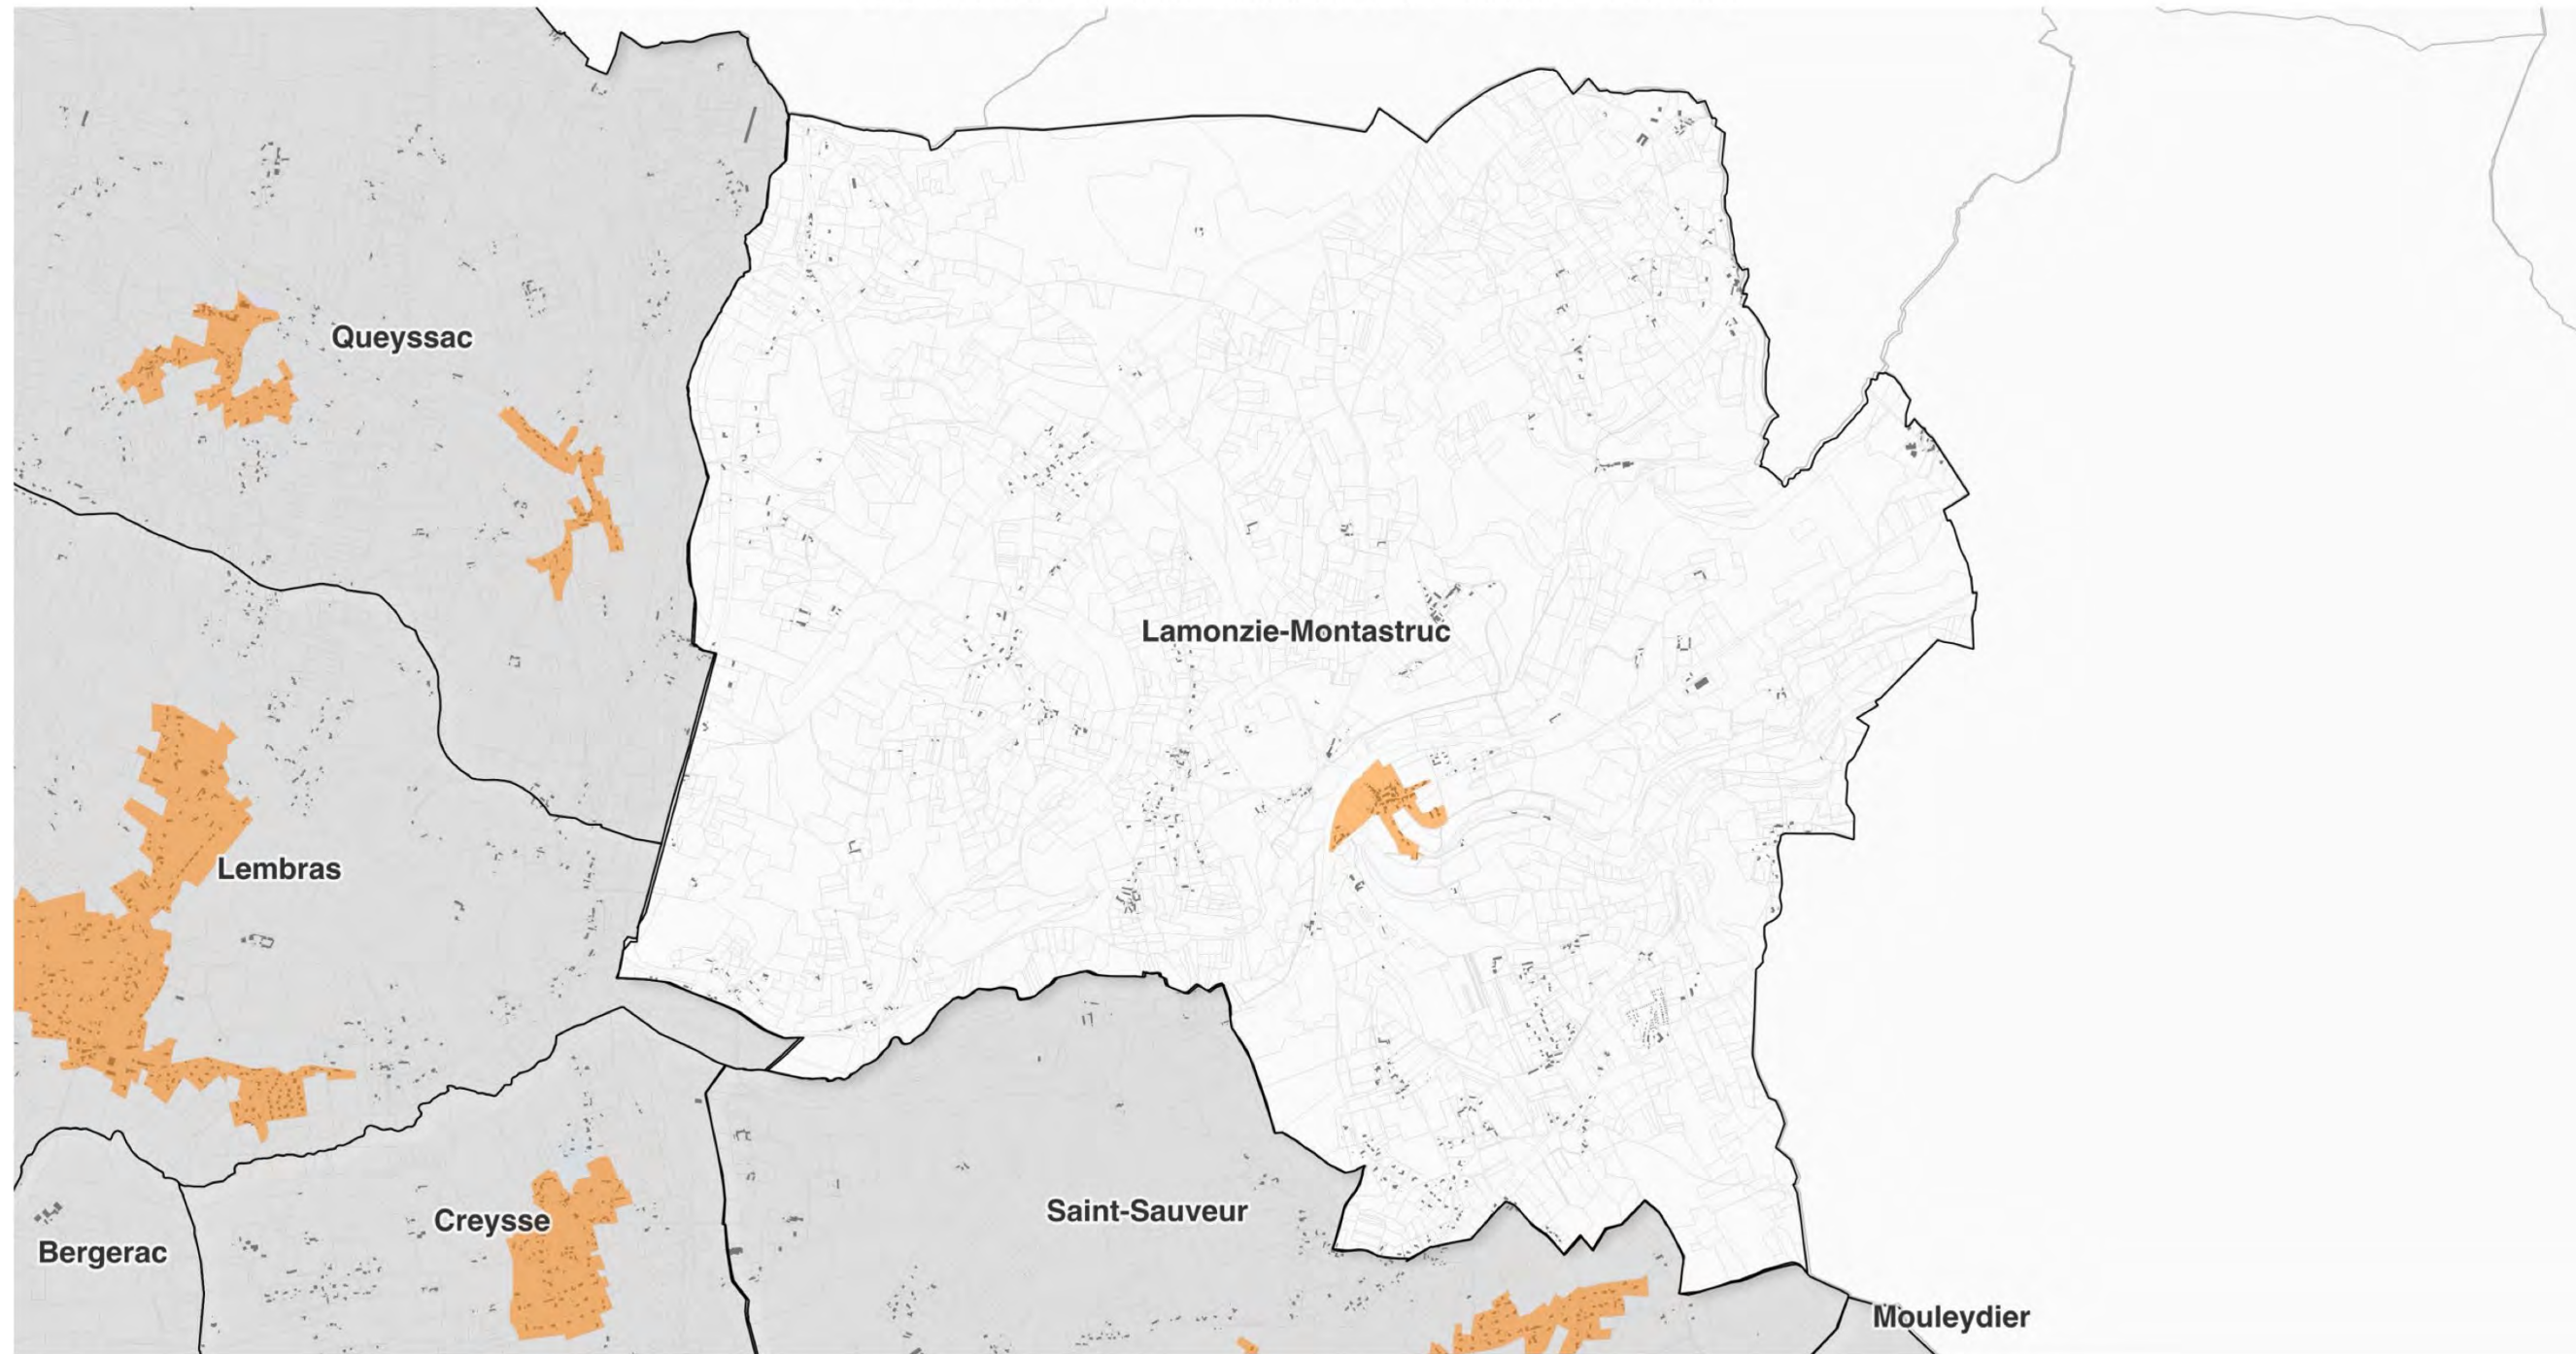 Queyssac
Lamonzie-Montastruc
Lembras
Saint-Sauveur
Creysse
Bergerac
Mouleydier